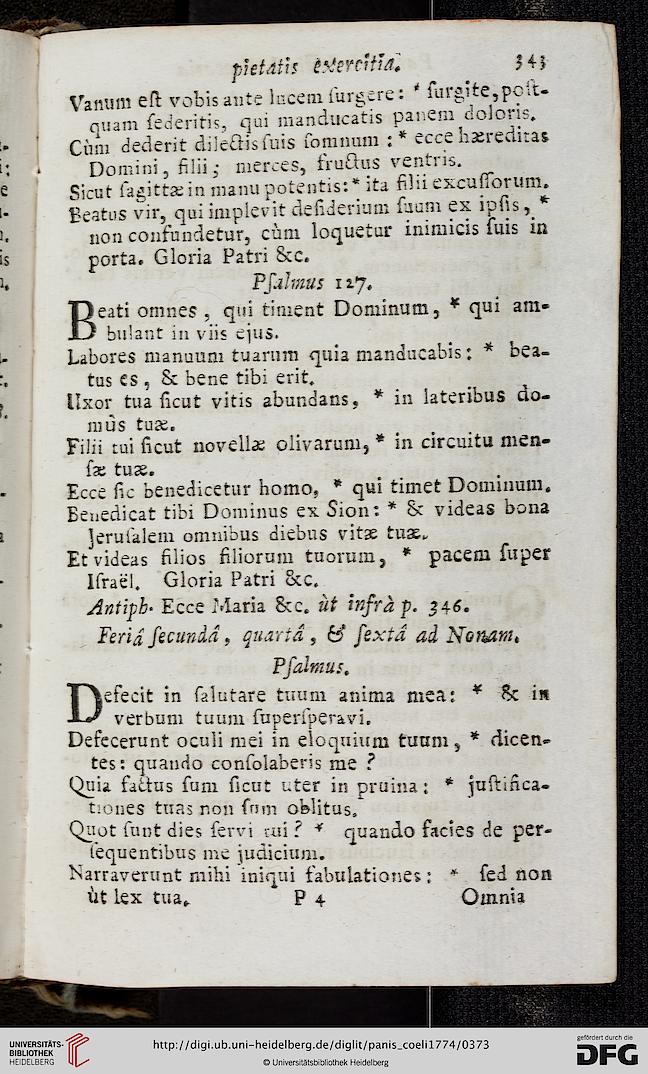 pietatis exercitia. 343
Vanum eſt vobis ante lucem ſurgere: * ſurgite, poſt-
quam ſederitis, qui manducatis panem doloris.
Cùm dederit dilectis ſuis ſomnum : * ecce hæreditas
Domini, filii; merces, fructus ventris.
Sicut ſagittæ in manu potentis: * ita filii excuſſorum.
Beatus vir, qui implevit deſiderium ſuum ex ipſis, *
non confundetur, cùm loquetur inimicis ſuis in
porta. Gloria Patri &c.
Pſalmus 127.
Beati omnes, qui timent Dominum, * qui am-
bulant in viis ejus.
Labores manuum tuarum quia manducabis: * bea-
tus es, & bene tibi erit.
Uxor tua ſicut vitis abundans, * in lateribus do-
mûs tuæ.
Filii tui ſicut novellæ olivarum, * in circuitu men-
ſæ tuæ.
Ecce ſic benedicetur homo, * qui timet Dominum.
Benedicat tibi Dominus ex Sion: * & videas bona
Jeruſalem omnibus diebus vitæ tuæ.
Et videas filios filiorum tuorum, * pacem ſuper
Iſraël. Gloria Patri &c.
Antiph. Ecce Maria &c. ùt infrà p. 346.
Feriâ ſecundâ, quartâ, & ſextâ ad Nonam.
Pſalmus.
Defecit in ſalutare tuum anima mea: * & in
verbum tuum ſuperſperavi.
Defecerunt oculi mei in eloquium tuum, * dicen-
tes: quando conſolaberis me ?
Quia factus ſum ſicut uter in pruina: * juſtifica-
tiones tuas non ſum oblitus.
Quot ſunt dies ſervi tui? * quando facies de per-
ſequentibus me judicium.
Narraverunt mihi iniqui fabulationes: * ſed non
ùt lex tua. P 4 Omnia
UNIVERSITÄTS-
BIBLIOTHEK
HEIDELBERG
http://digi.ub.uni-heidelberg.de/diglit/panis_coeli1774/0373
© Universitätsbibliothek Heidelberg
gefördert durch die
DFG